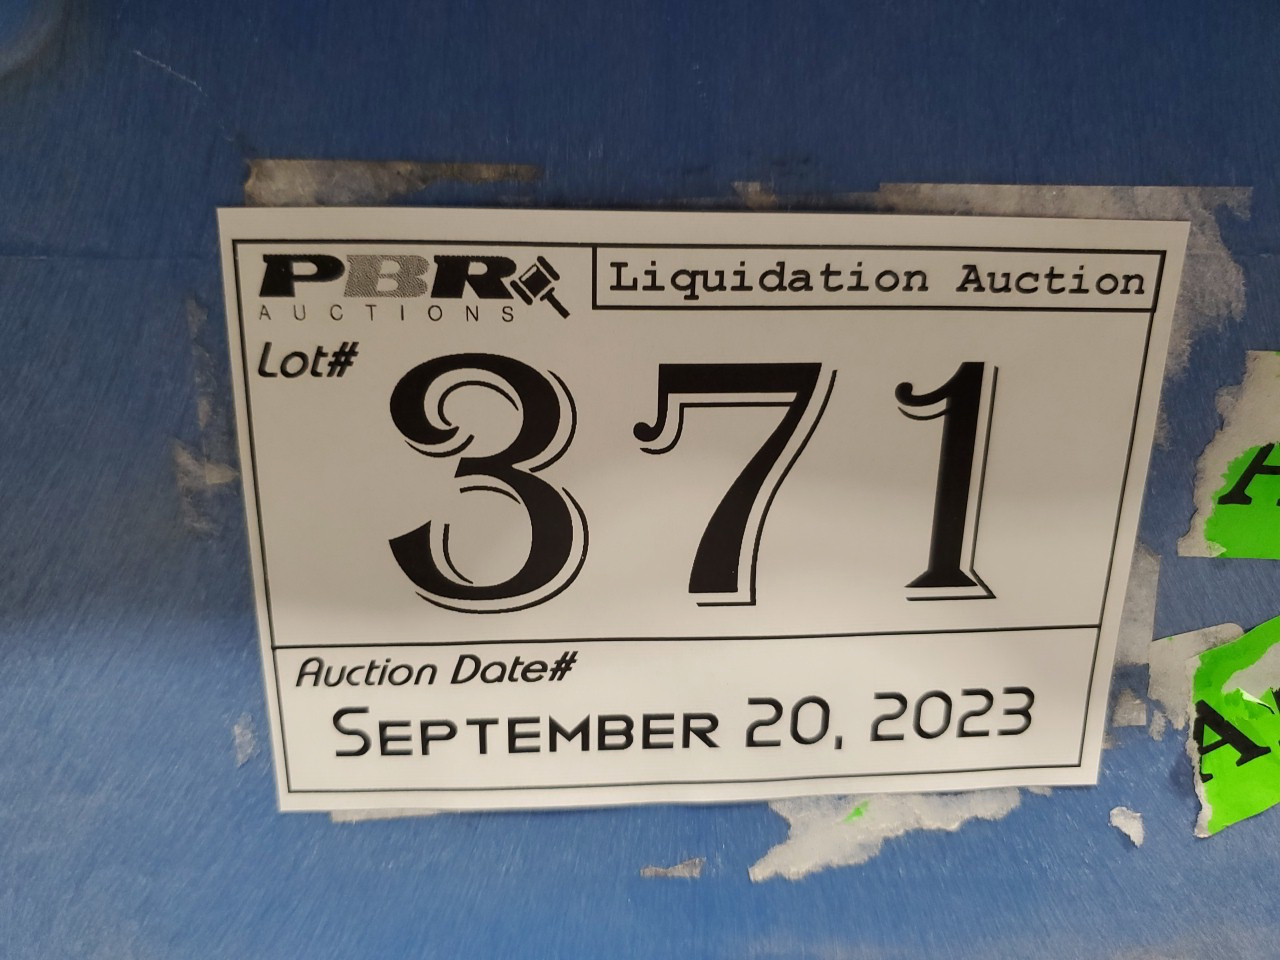 PBR
AUCTIONS
Liquidation Auction
Lot#
371
Auction Date#
September 20, 2023
A